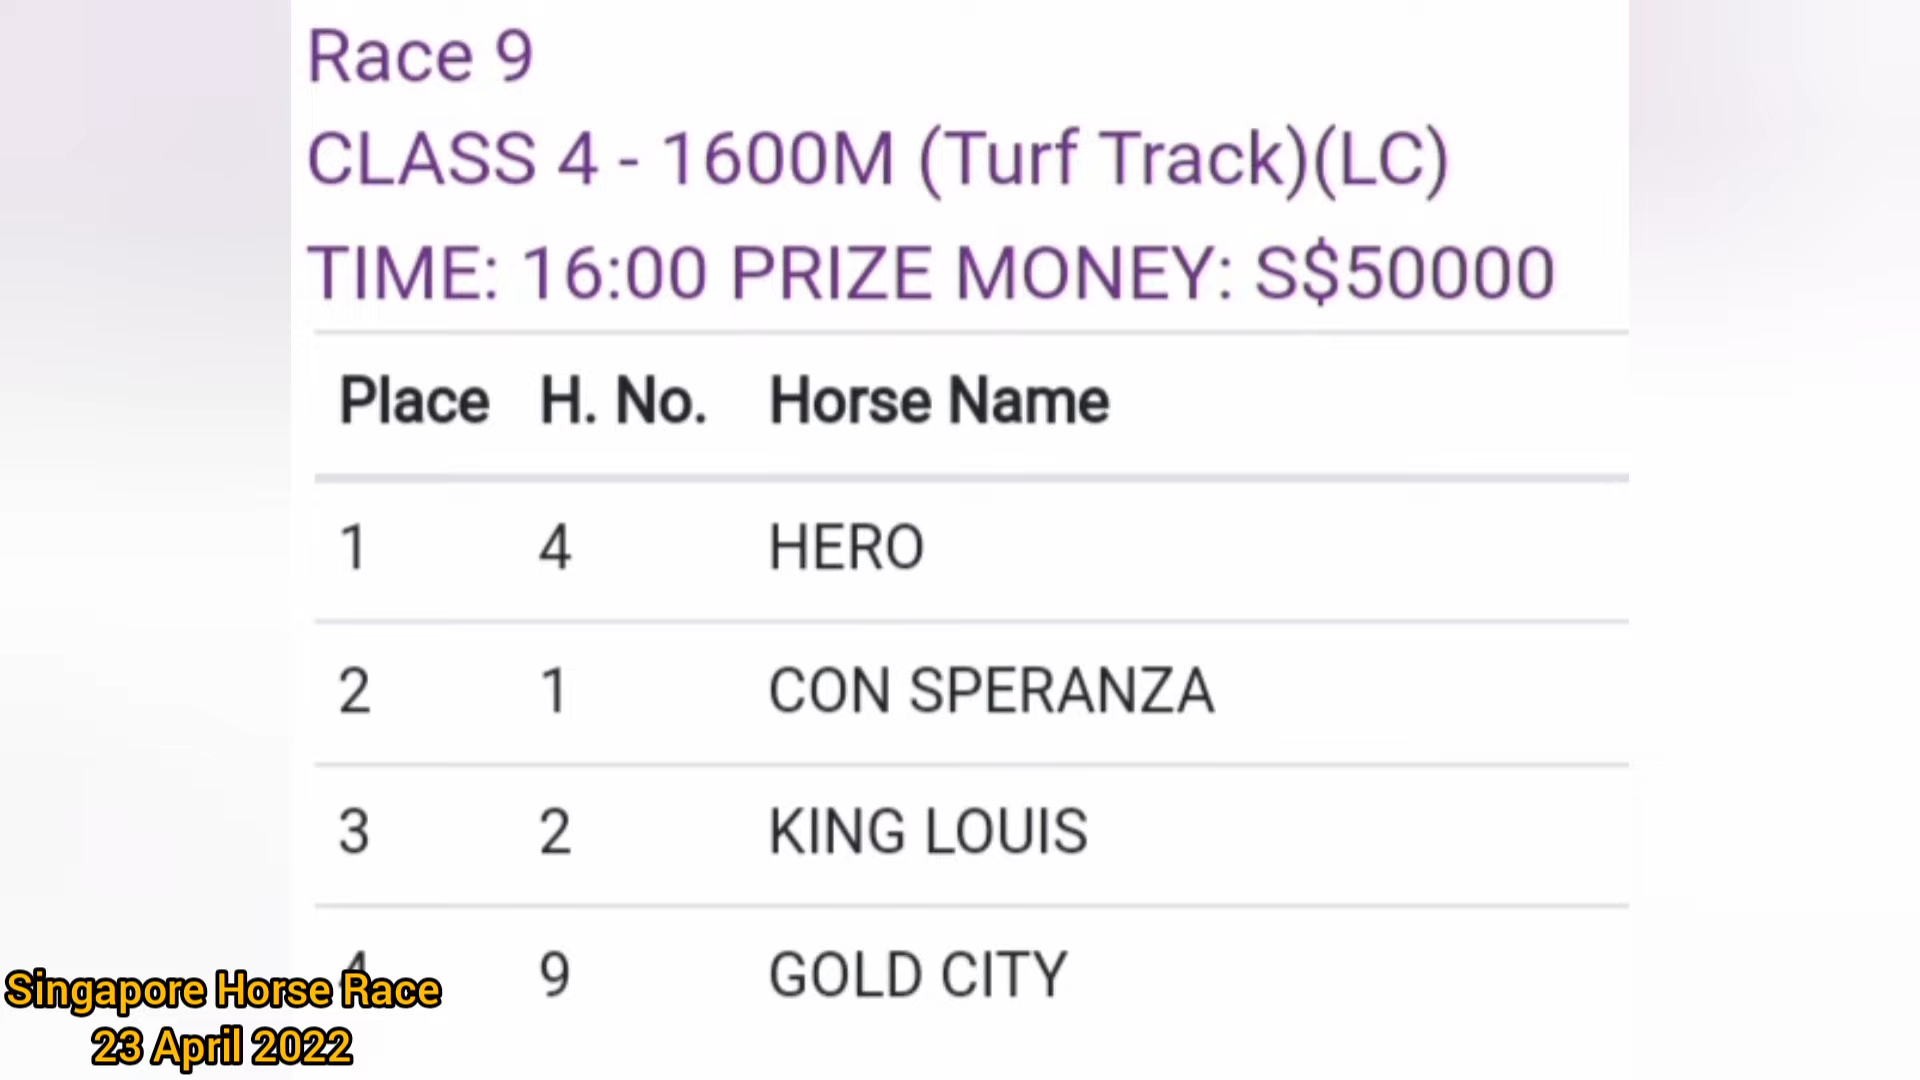 Race 9
CLASS 4 - 1600M (Turf Track)(LC)
TIME: 16:00 PRIZE MONEY: S$50000
Place H. No. Horse Name
1 4 HERO
2 1 CON SPERANZA
3 2 KING LOUIS
4 9 GOLD CITY
Singapore Horse Race
23 April 2022